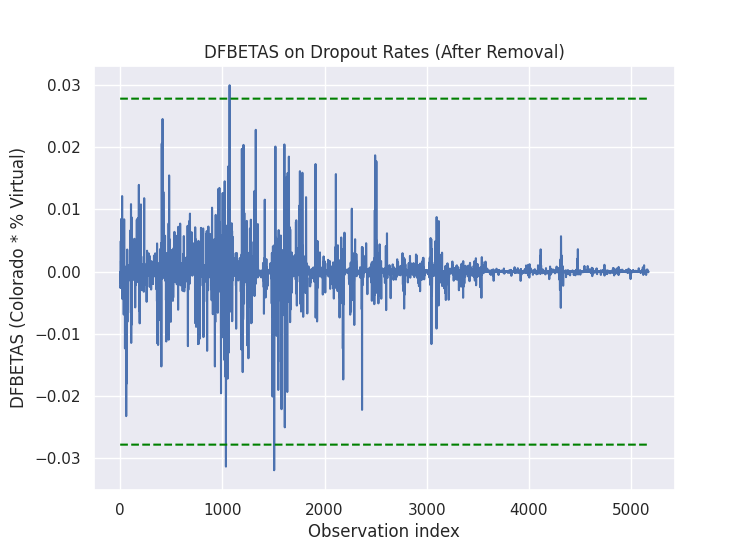 DFBETAS on Dropout Rates (After Removal)
DFBETAS (Colorado * % Virtual)
0.03
0.02
0.01
0.00
−0.01
−0.02
−0.03
0 1000 2000 3000 4000 5000
Observation index